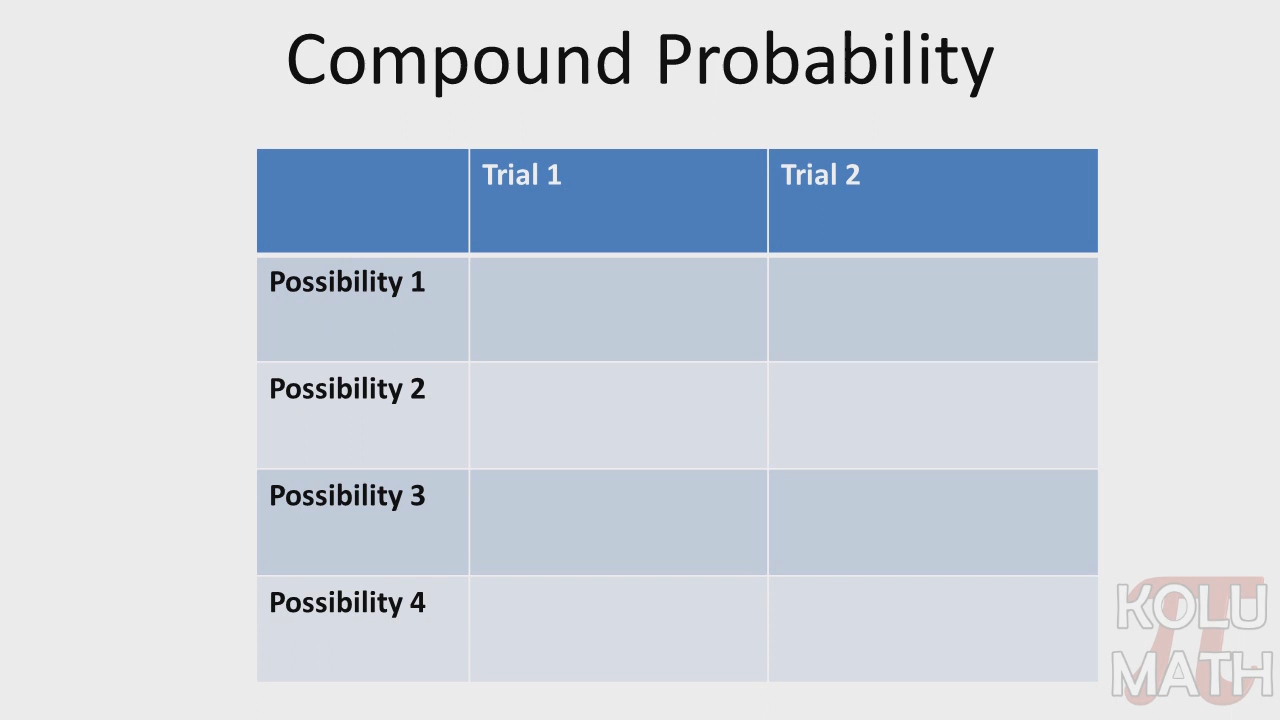 Compound Probability
Trial 1 Trial 2
Possibility 1
Possibility 2
Possibility 3
Possibility 4
KOLU
MATH